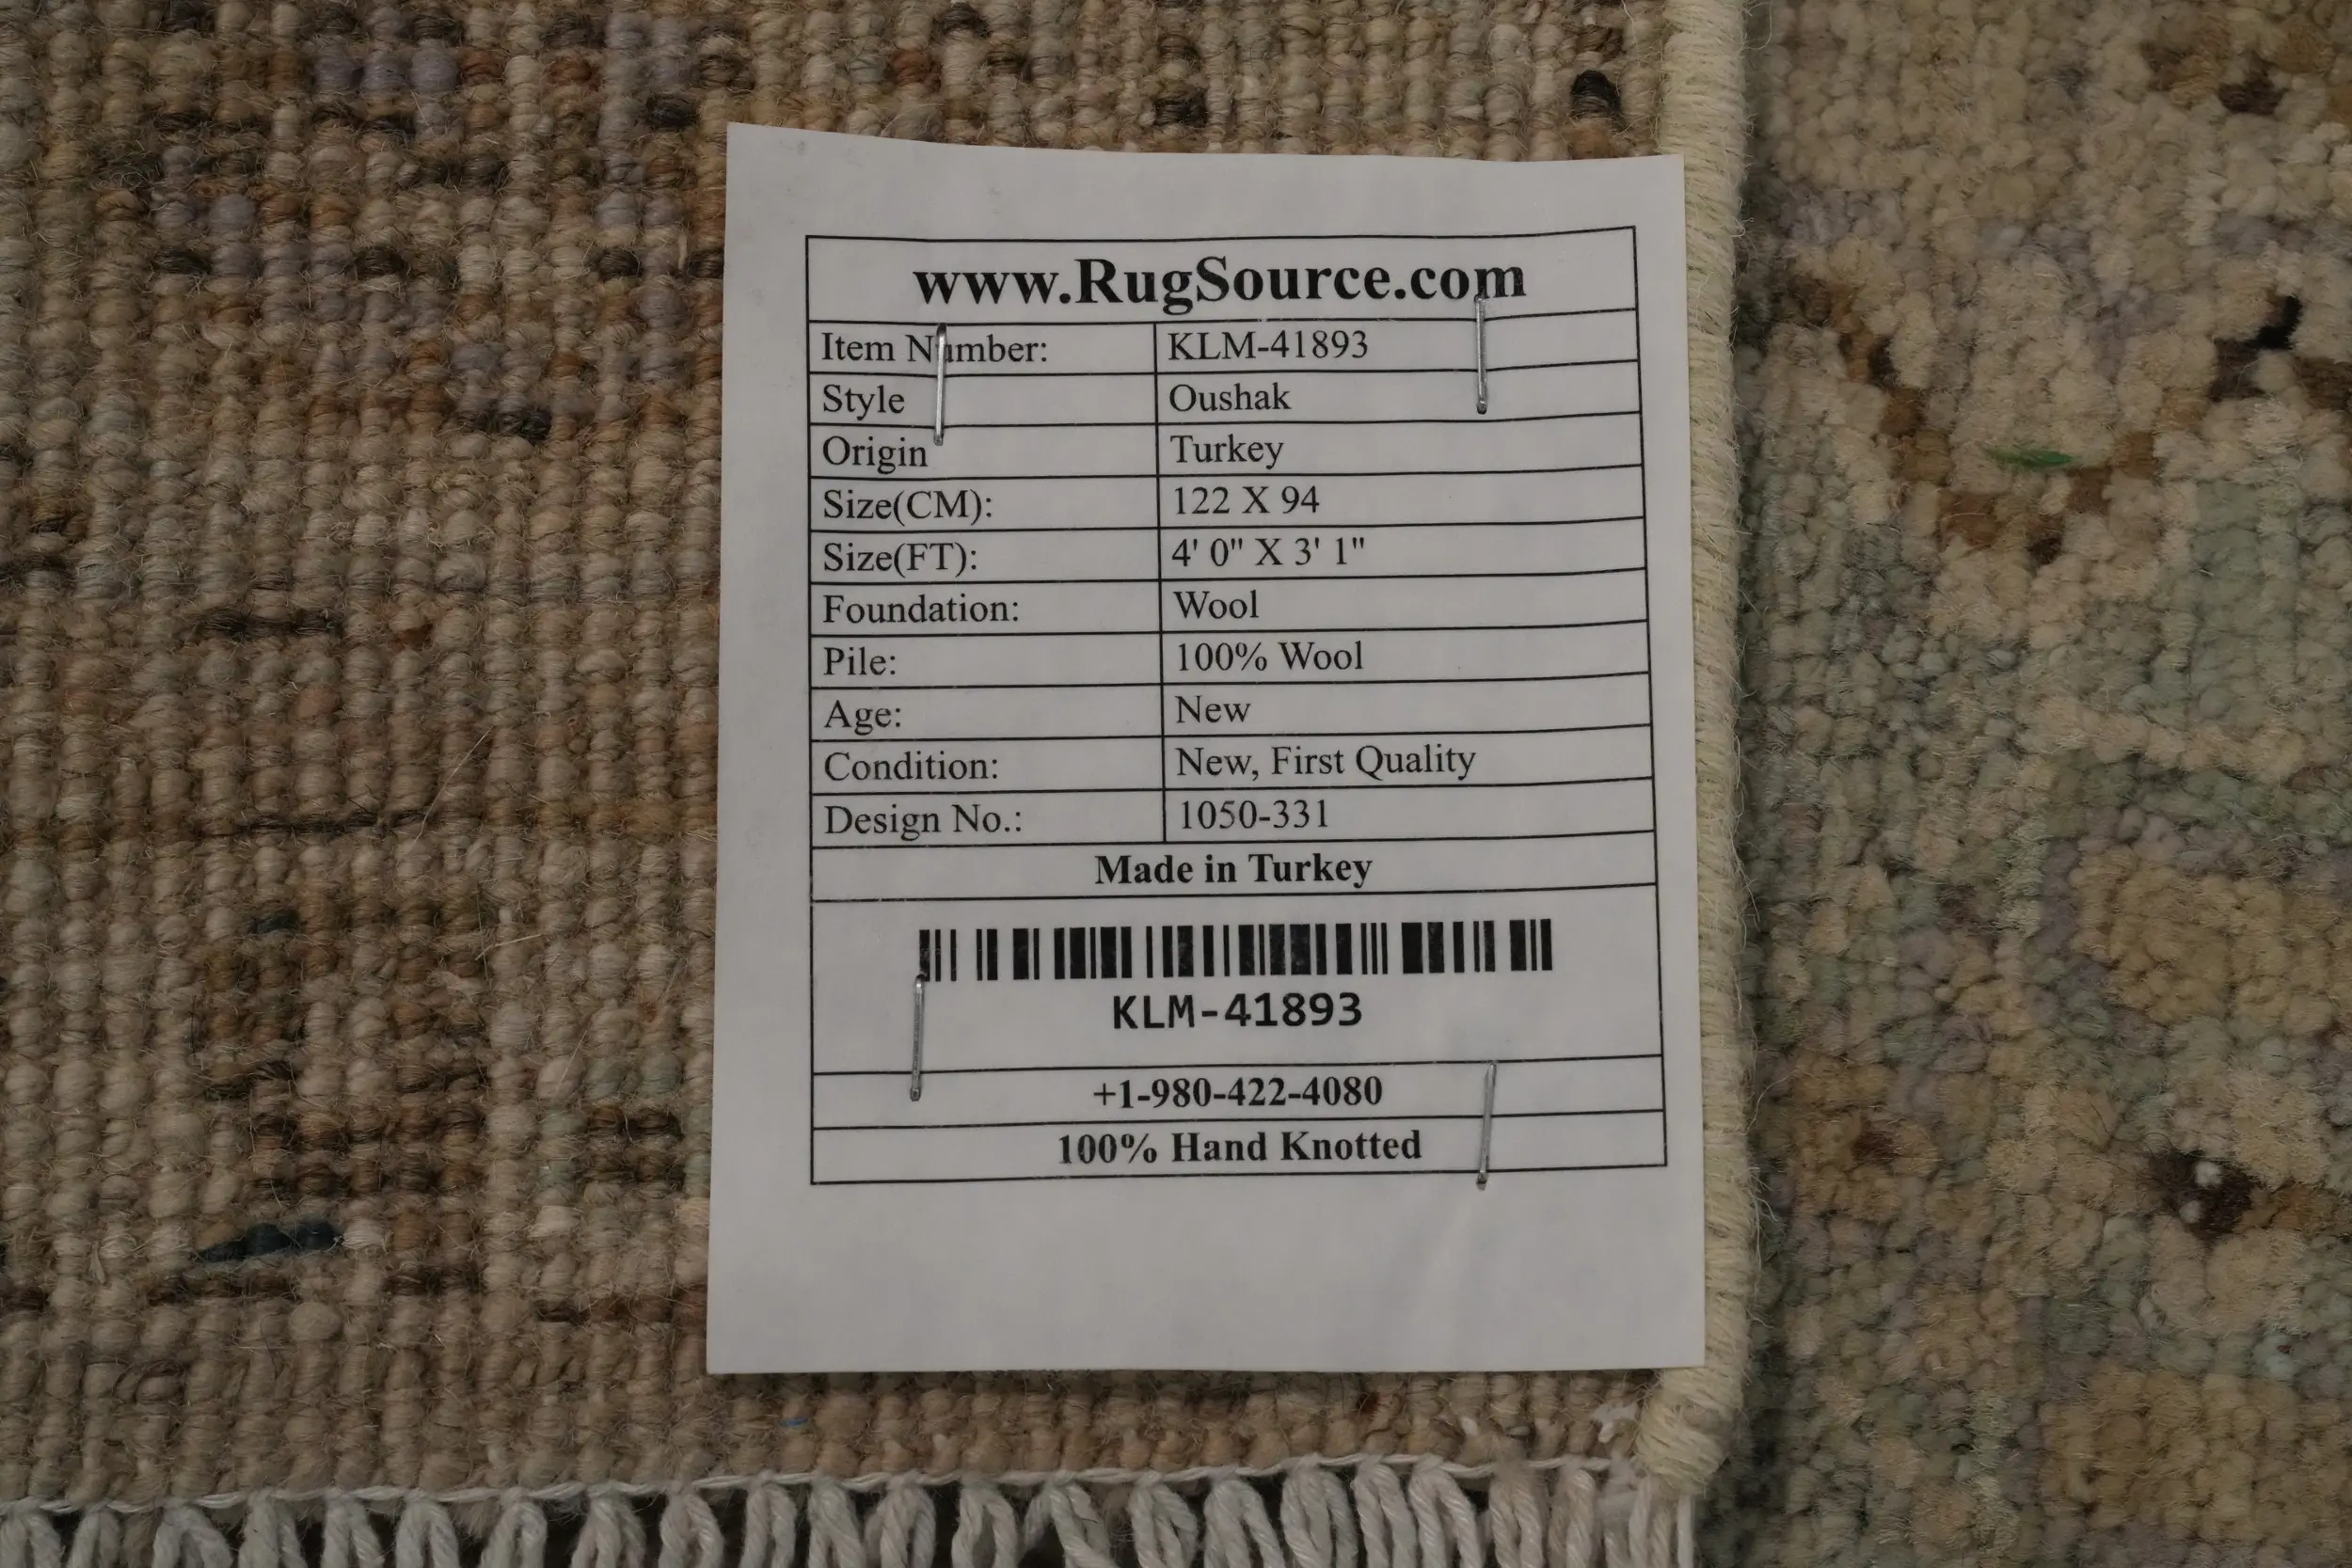 www.RugSource.com
Item Number: KLM-41893
Style Oushak
Origin Turkey
Size(CM): 122 X 94
Size(FT): 4' 0" X 3' 1"
Foundation: Wool
Pile: 100% Wool
Age: New
Condition: New, First Quality
Design No.: 1050-331
Made in Turkey
KLM-41893
+1-980-422-4080
100% Hand Knotted